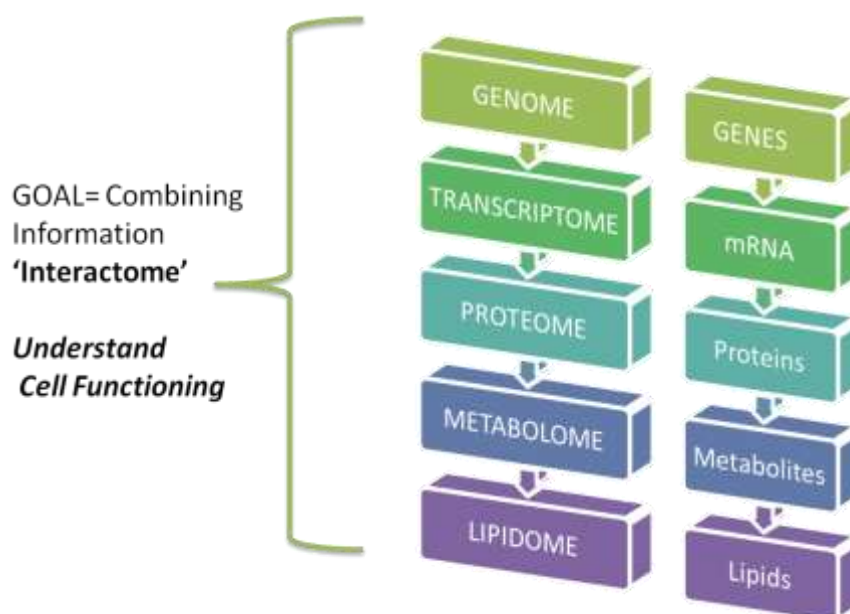 GOAL= Combining
Information
‘Interactome’
Understand
Cell Functioning
GENOME
TRANSCRIPTOME
PROTEOME
METABOLOME
LIPIDOME
GENES
mRNA
Proteins
Metabolites
Lipids